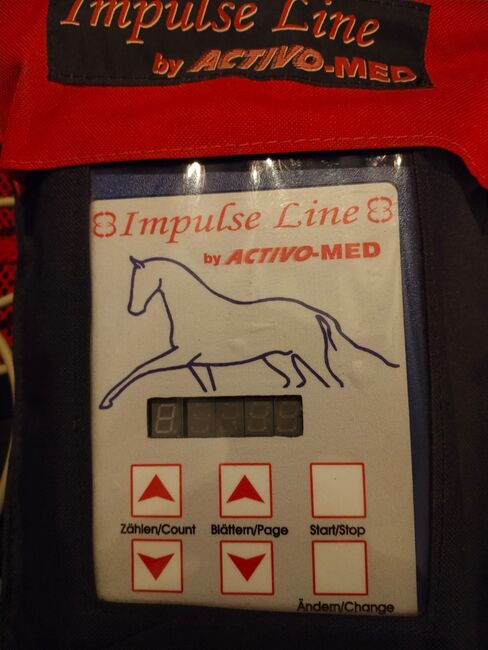 Impulse Line
by ACTIVO-MED
Impulse Line
by ACTIVO-MED
Zählen/Count Blättern/Page Start/Stop
Ändern/Change